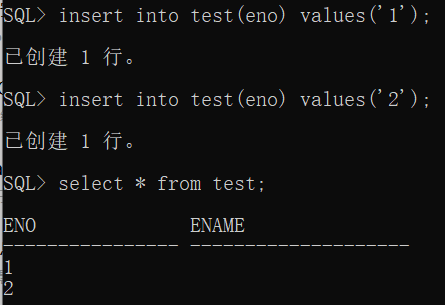 SQL> insert into test(eno) values('1');
已创建 1 行。
SQL> insert into test(eno) values('2');
已创建 1 行。
SQL> select * from test;
ENO ENAME
---------------- --------------------
1
2